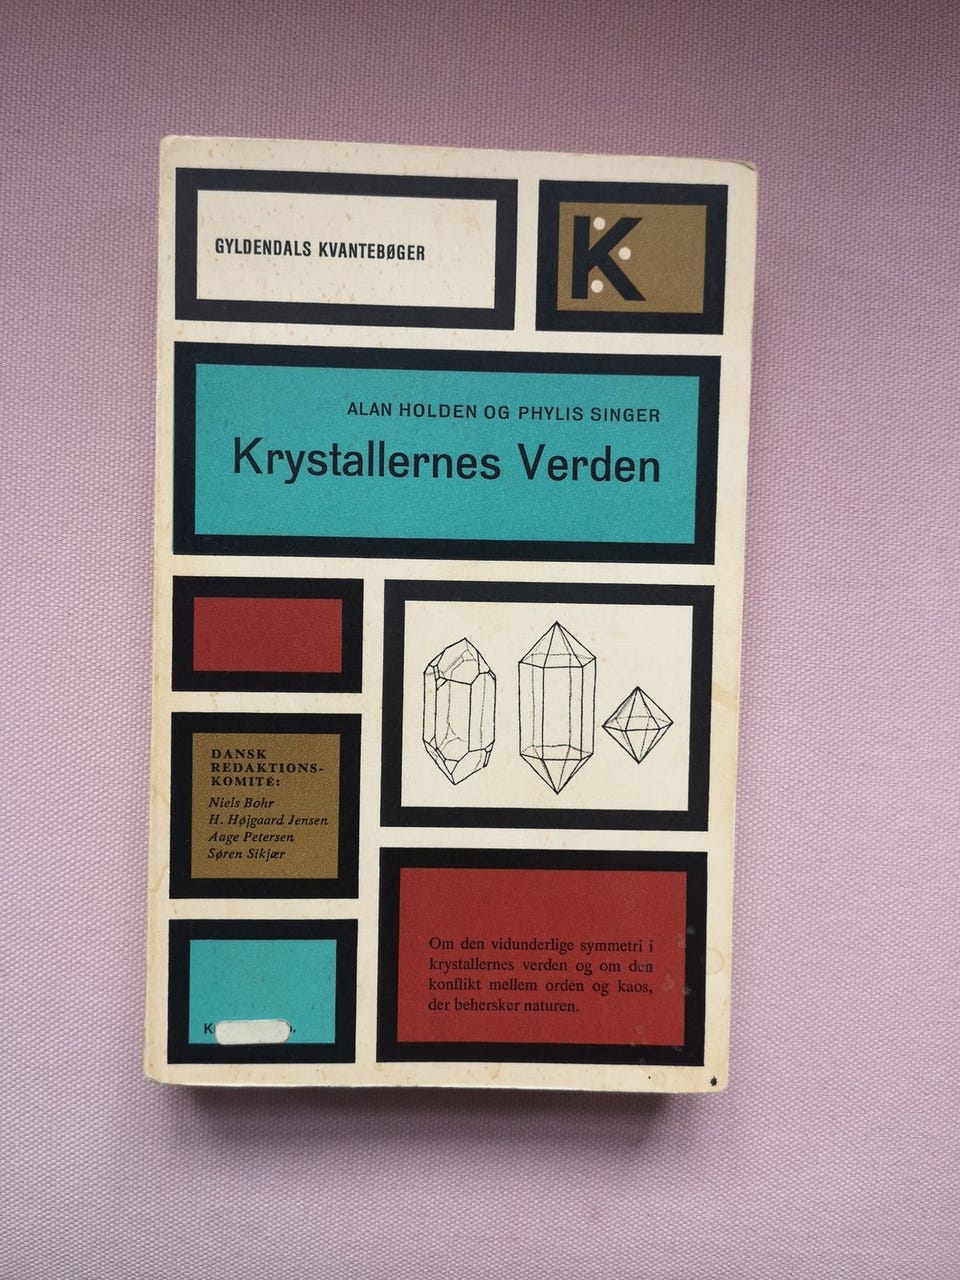 GYLDENDALS KVANTEBØGER
K
ALAN HOLDEN OG PHYLIS SINGER
Krystallernes Verden
DANSK
REDAKTIONS-
KOMITÉ:
Niels Bohr
H. Højgaard Jensen
Aage Petersen
Søren Sikjær
Om den vidunderlige symmetri i
krystallernes verden og om den
konflikt mellem orden og kaos,
der behersker naturen.